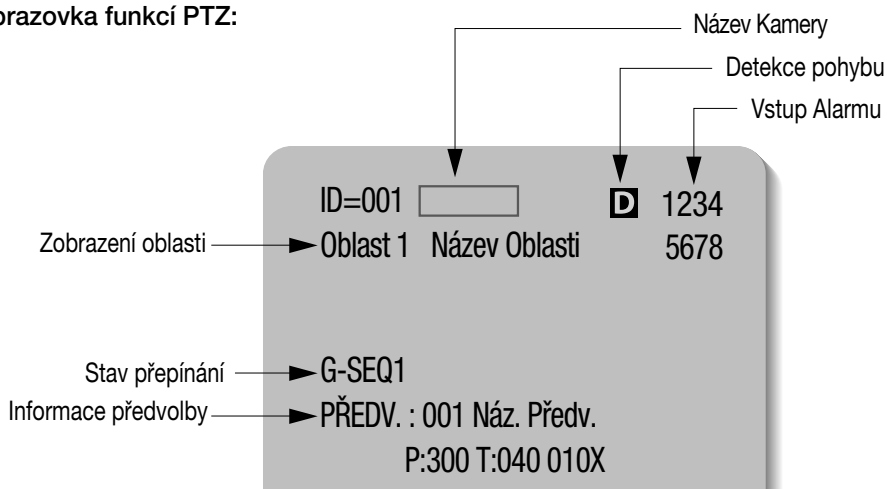 brazovka funkcí PTZ:
Název Kamery
Detekce pohybu
Vstup Alarmu
ID=001 D 1234
Zobrazení oblasti Oblast 1 Název Oblasti 5678
Stav přepínání G-SEQ1
Informace předvolby PŘEDV. : 001 Náz. Předv.
P:300 T:040 010X